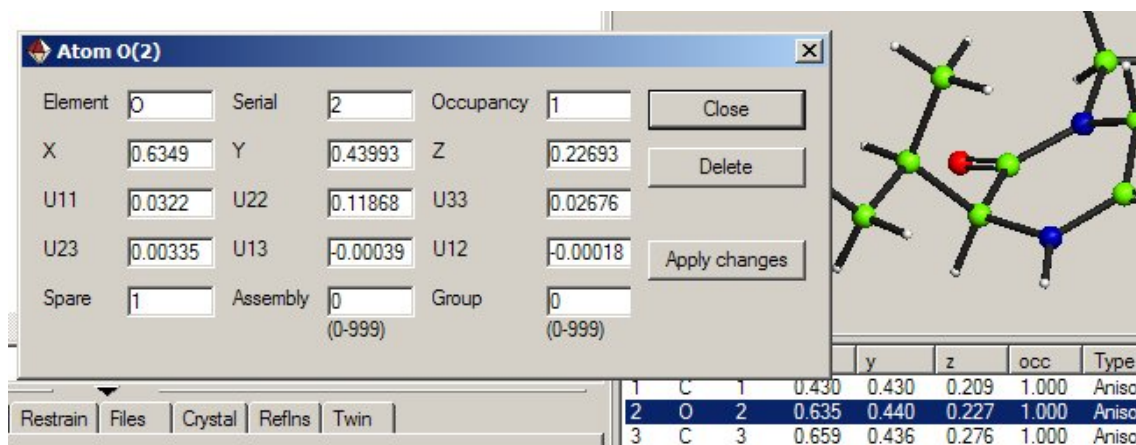 Atom O(2)
Element O Serial 2 Occupancy 1 Close
X 0.6349 Y 0.43993 Z 0.22693 Delete
U11 0.0322 U22 0.11868 U33 0.02676
U23 0.00335 U13 -0.00039 U12 -0.00018 Apply changes
Spare 1 Assembly 0 Group 0
(0-999) (0-999)
y z occ Type
1 C 1 0.430 0.430 0.209 1.000 Aniso
2 O 2 0.635 0.440 0.227 1.000 Aniso
3 C 3 0.659 0.436 0.276 1.000 Aniso
Restrain Files Crystal Reflns Twin